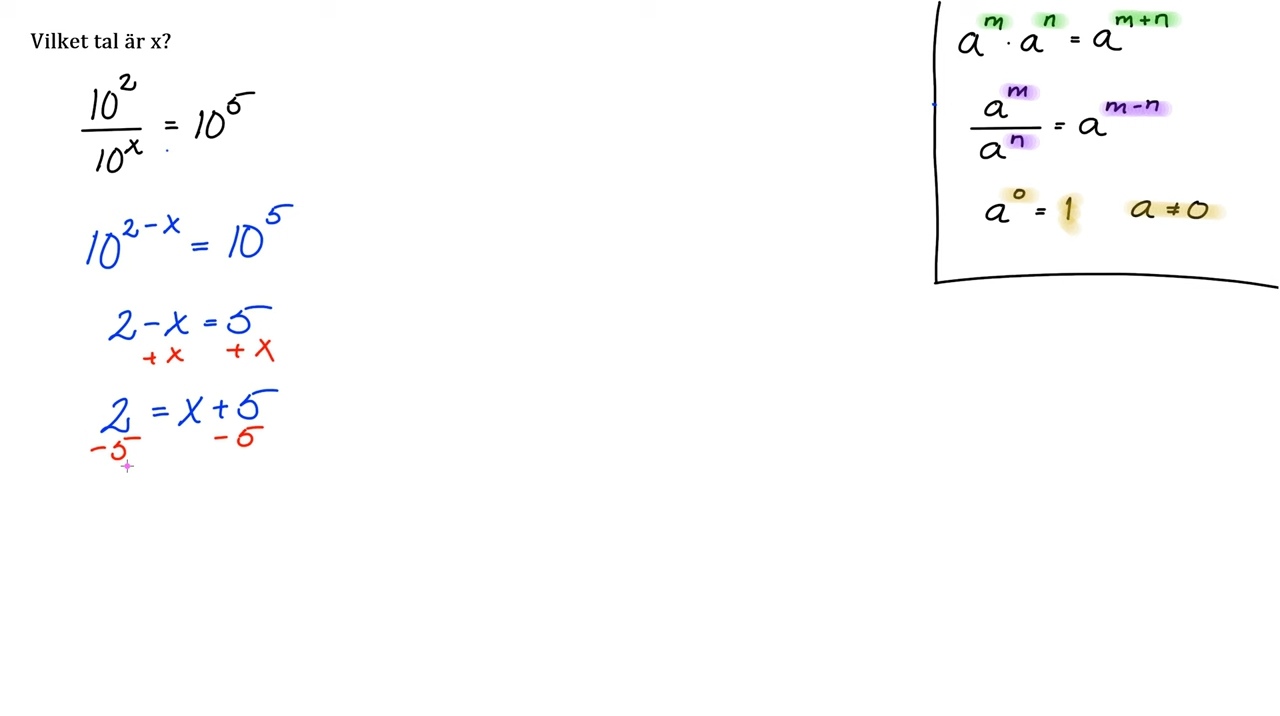 Vilket tal är x?
10^2 / 10^x = 10^5
10^{2-x} = 10^5
2 - x = 5
+ x + x
2 = x + 5
-5 -5
a^m · a^n = a^{m+n}
a^m / a^n = a^{m-n}
a^0 = 1 a ≠ 0